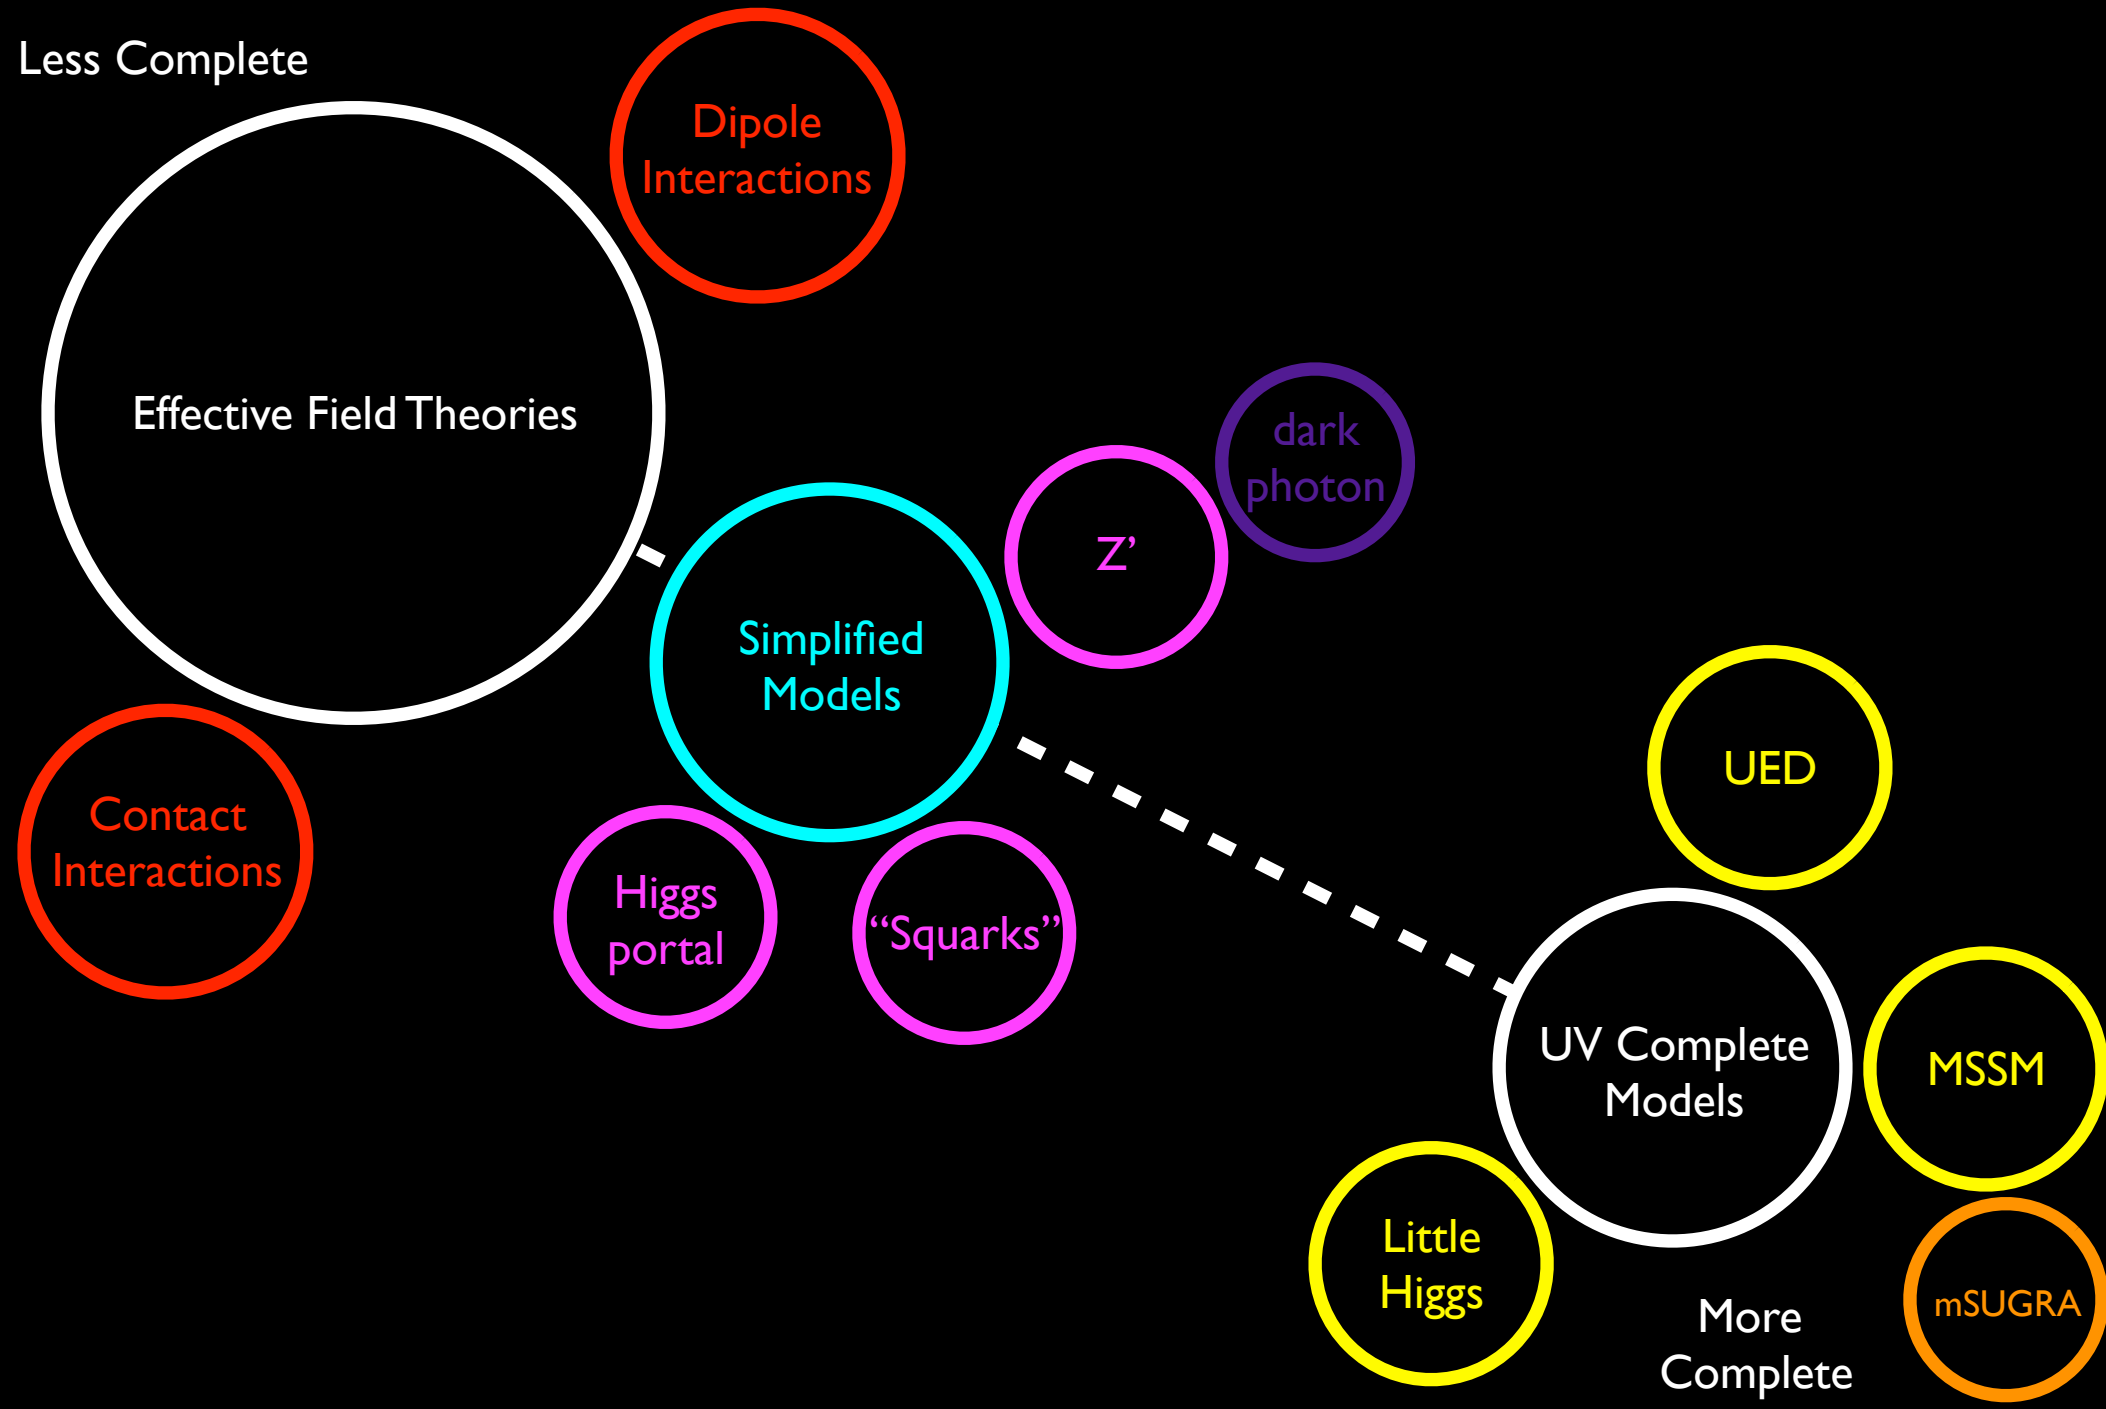 Less Complete
Dipole
Interactions
Effective Field Theories
dark
photon
Z’
Simplified
Models
UED
Contact
Interactions
Higgs
portal
“Squarks”
UV Complete
Models
MSSM
Little
Higgs
mSUGRA
More
Complete